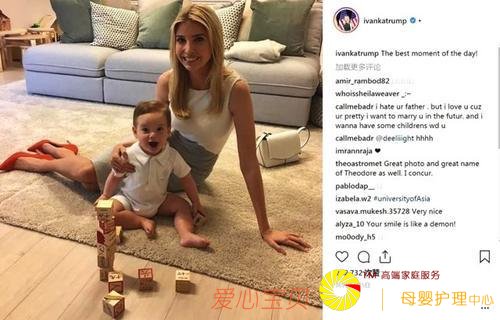 ivankatrump
ivankatrump The best moment of the day!
加载更多评论
amir_rambod82
whoissheilaweaver _;~
callmebadr i hate ur father . but i love u cuz
ur pretty i want to marry u in the futur. and i
wanna have some childrens wd u
callmebadr @deeliiight hhhh
imrannraja
theoastromet Great photo and great name
of Theodore as well. I concur.
pablodap__
izabela.w2 #universityofAsia
vasava.mukesh.35728 Very nice
alyza_10 Your smile is like a demon!
mo0ody_h5
高端家庭服务
爱心宝贝
母婴护理中心